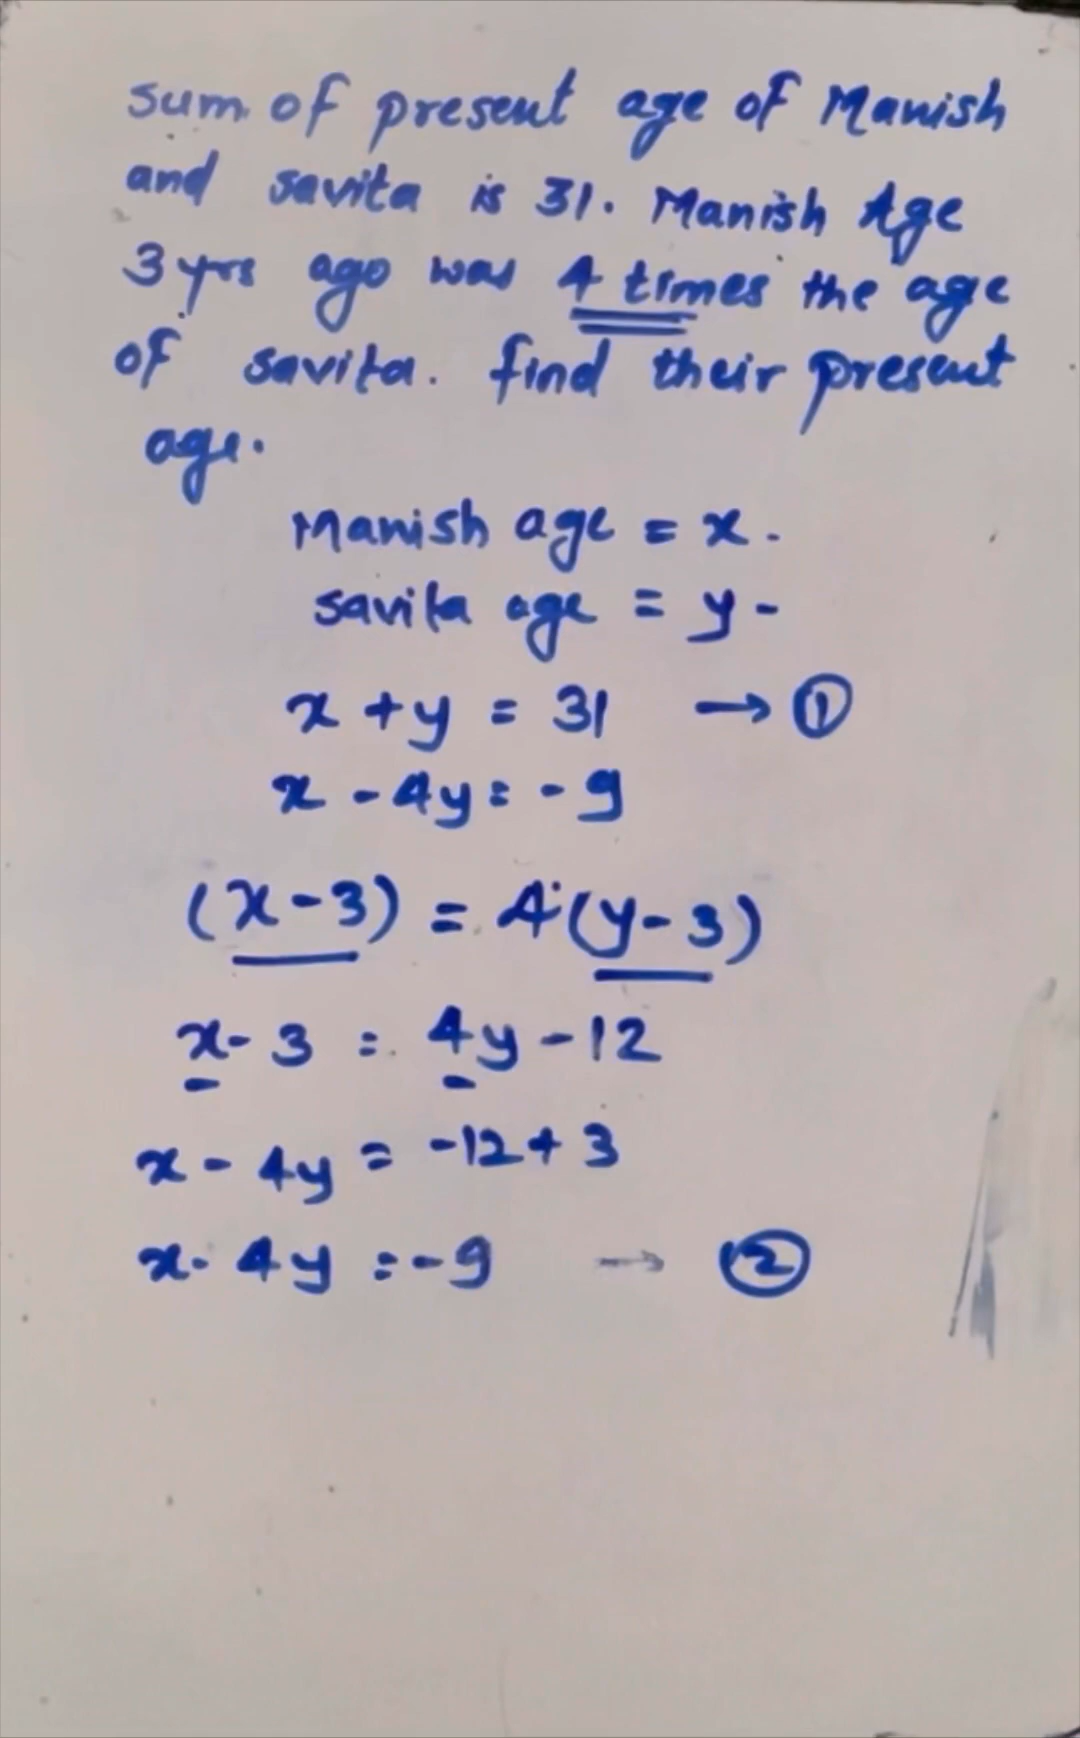 sum of present age of Manish
and savita is 31. Manish Age
3 yrs ago was 4 times the age
of savita. find their present
age.
Manish age = x.
savita age = y-
x + y = 31 → ①
x - 4y = -9
(x-3) = 4(y-3)
x-3 = 4y-12
x - 4y = -12+3
x- 4y =-9 → ②